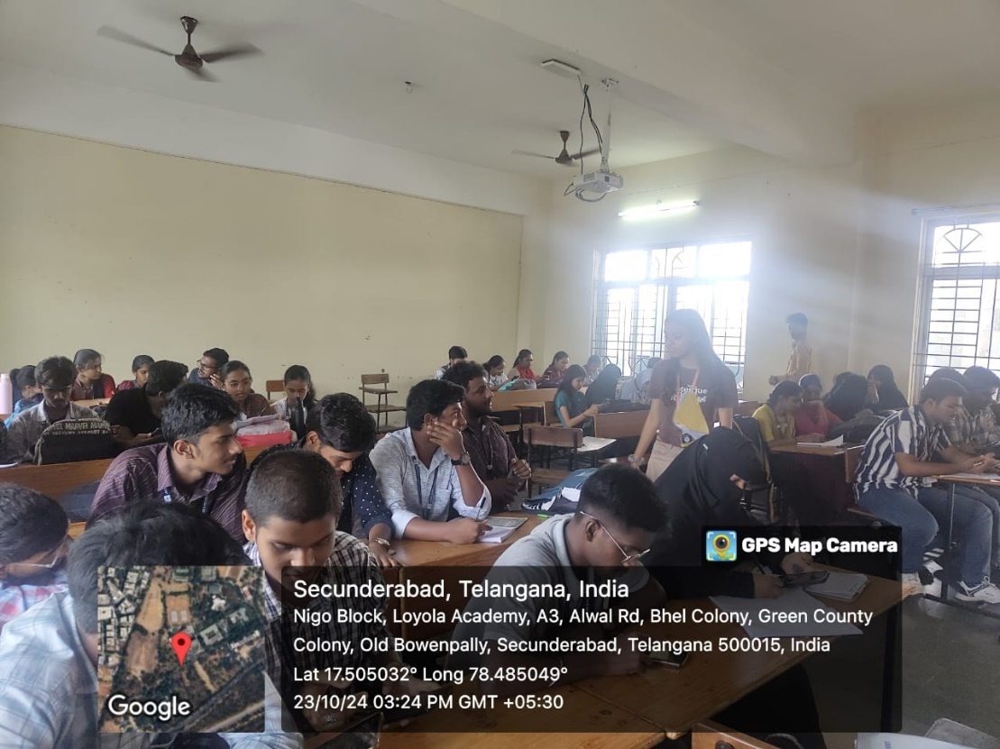 GPS Map Camera
Secunderabad, Telangana, India
Nigo Block, Loyola Academy, A3, Alwal Rd, Bhel Colony, Green County
Colony, Old Bowenpally, Secunderabad, Telangana 500015, India
Lat 17.505032° Long 78.485049°
23/10/24 03:24 PM GMT +05:30
Google